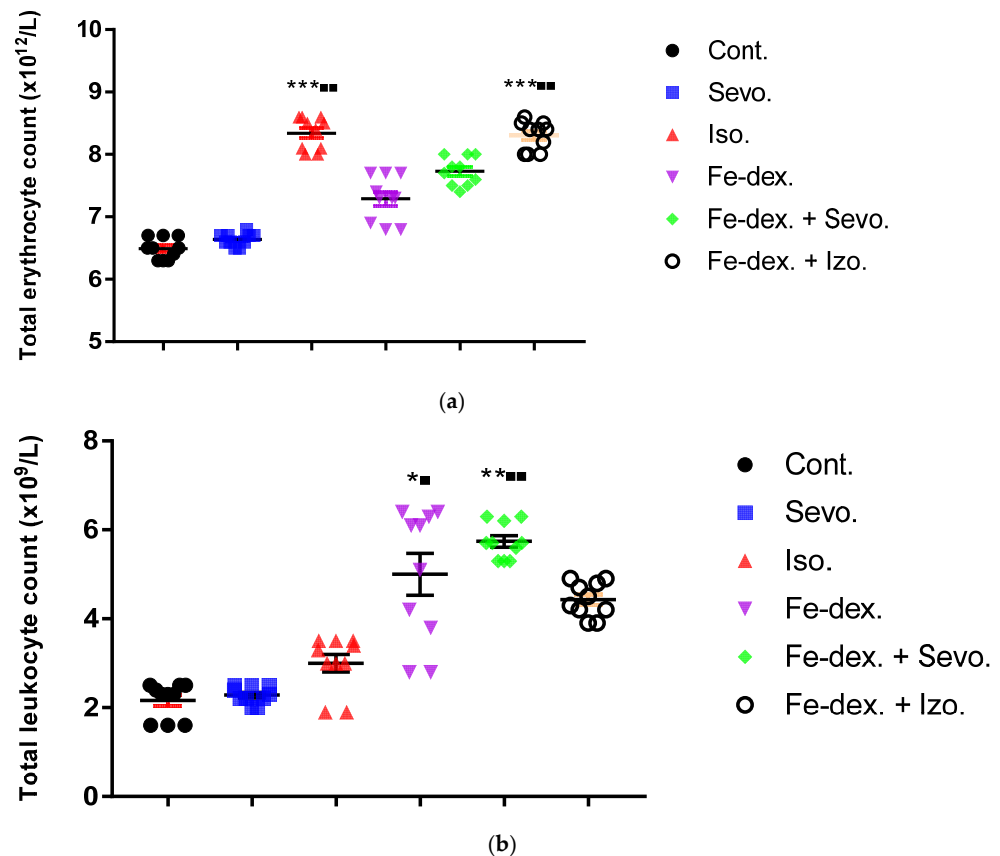 Total erythrocyte count (x10¹²/L)
10
9
8
7
6
5
***▪▪
***▪▪
Cont.
Sevo.
Iso.
Fe-dex.
Fe-dex. + Sevo.
Fe-dex. + Izo.
(a)
Total leukocyte count (x10⁹/L)
8
6
4
2
0
*▪
**▪▪
Cont.
Sevo.
Iso.
Fe-dex.
Fe-dex. + Sevo.
Fe-dex. + Izo.
(b)